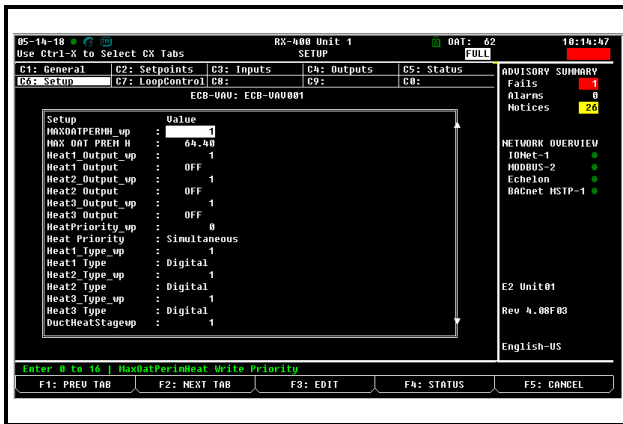 05-14-18 RX-400 Unit 1 OAT: 62 10:14:47
Use Ctrl-X to Select CX Tabs SETUP FULL
C1: General C2: Setpoints C3: Inputs C4: Outputs C5: Status
C6: Setup C7: LoopControl C8: C9: C0:
ECB-VAV: ECB-VAV001
ADVISORY SUMMARY
Fails 1
Alarms 0
Notices 26
NETWORK OVERVIEW
IONet-1
MODBUS-2
Echelon
BACnet MSTP-1
E2 Unit01
Rev 4.08F03
English-US
Setup Value
MAXOATPERMH_wp : 1
MAX OAT PREM H : 64.40
Heat1_Output_wp : 1
Heat1 Output : OFF
Heat2_Output_wp : 1
Heat2 Output : OFF
Heat3_Output_wp : 1
Heat3 Output : OFF
HeatPriority_wp : 0
Heat Priority : Simultaneous
Heat1_Type_wp : 1
Heat1 Type : Digital
Heat2_Type_wp : 1
Heat2 Type : Digital
Heat3_Type_wp : 1
Heat3 Type : Digital
DuctHeatStagewp : 1
Enter 0 to 16 | MaxOatPerimHeat Write Priority
F1: PREV TAB F2: NEXT TAB F3: EDIT F4: STATUS F5: CANCEL